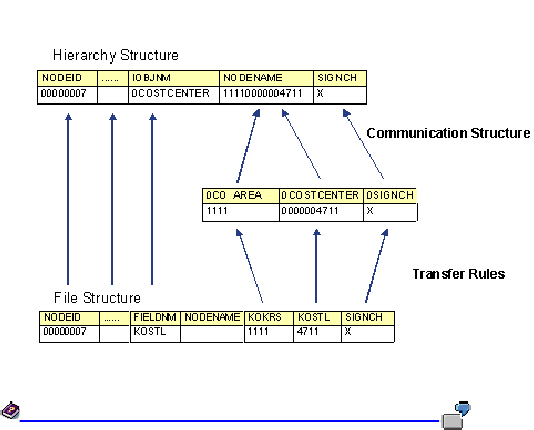 Hierarchy Structure
NODEID ...... IOBJNM NODENAME SIGNCH
00000007 0COSTCENTER 11110000004711 X
Communication Structure
0CO_AREA 0COSTCENTER 0SIGNCH
1111 0000004711 X
Transfer Rules
File Structure
NODEID ...... FIELDNM NODENAME KOKRS KOSTL SIGNCH
00000007 KOSTL 1111 4711 X